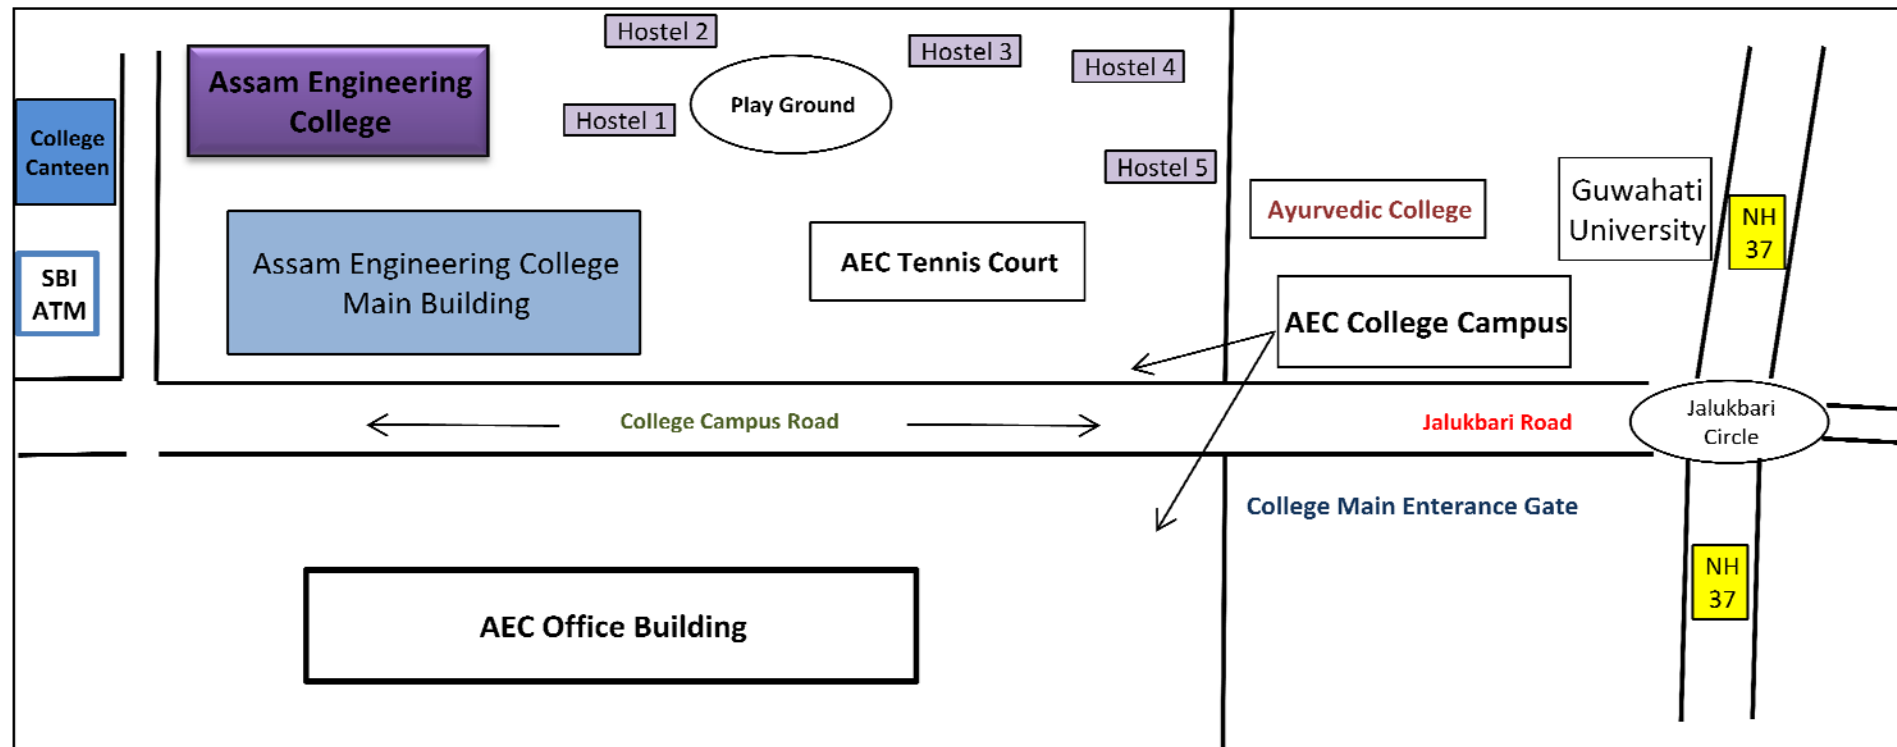 Hostel 2
Hostel 3
Hostel 4
Assam Engineering
College
Play Ground
Hostel 1
College
Canteen
Hostel 5
Ayurvedic College
Guwahati
University
NH
37
Assam Engineering College
Main Building
AEC Tennis Court
SBI
ATM
AEC College Campus
College Campus Road
Jalukbari Road
Jalukbari
Circle
College Main Enterance Gate
NH
37
AEC Office Building